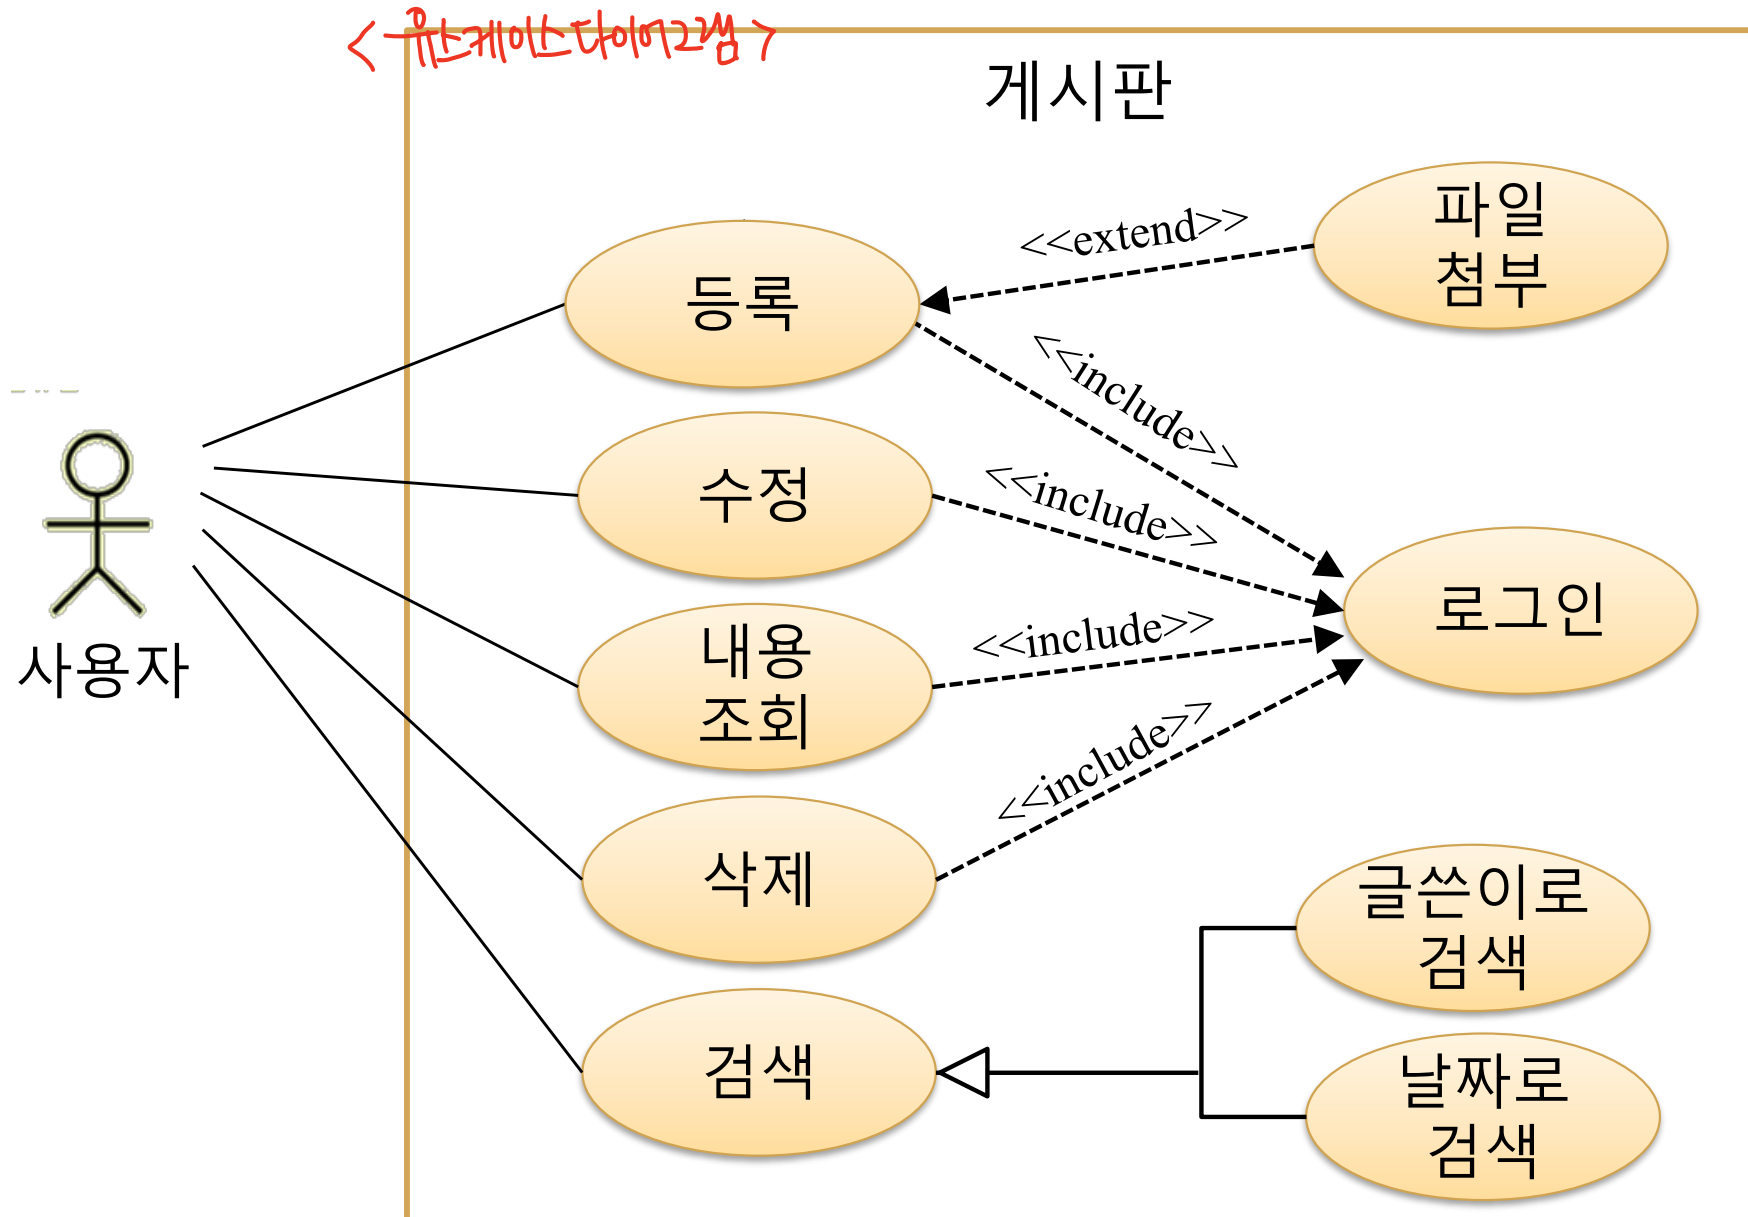 <유스케이스다이어그램>
게시판
파일
첨부
<<extend>>
등록
<<include>>
수정
<<include>>
로그인
사용자
내용
조회
<<include>>
삭제
<<include>>
글쓴이로
검색
검색
날짜로
검색